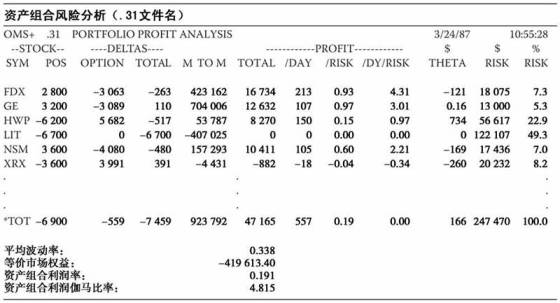 资产组合风险分析（.31文件名）
OMS+ .31 PORTFOLIO PROFIT ANALYSIS 3/24/87 10:55:28
--STOCK-- ----DELTAS---- ------------PROFIT------------ $ $ %
SYM POS OPTION TOTAL M TO M TOTAL /DAY /RISK /DY/RISK THETA RISK RISK
FDX 2 800 −3 063 −263 423 162 16 734 213 0.93 4.31 −121 18 075 7.3
GE 3 200 −3 089 110 704 006 12 632 107 0.97 3.01 0.16 13 000 5.3
HWP −6 200 5 682 −517 53 787 8 270 150 0.15 0.97 734 56 617 22.9
LIT −6 700 0 −6 700 −407 025 0 0 0.00 0.00 0 122 107 49.3
NSM 3 600 −4 080 −480 157 293 10 411 105 0.60 2.21 −169 17 436 7.0
XRX −3 600 3 991 391 −4 431 −882 −18 −0.04 −0.34 −260 20 232 8.2
. . . . . . . . . . . .
. . . . . . . . . . . .
*TOT −6 900 −559 −7 459 923 792 47 165 557 0.19 0.00 166 247 470 100.0
平均波动率： 0.338
等价市场权益： −419 613.40
资产组合利润率： 0.191
资产组合利润伽马比率： 4.815